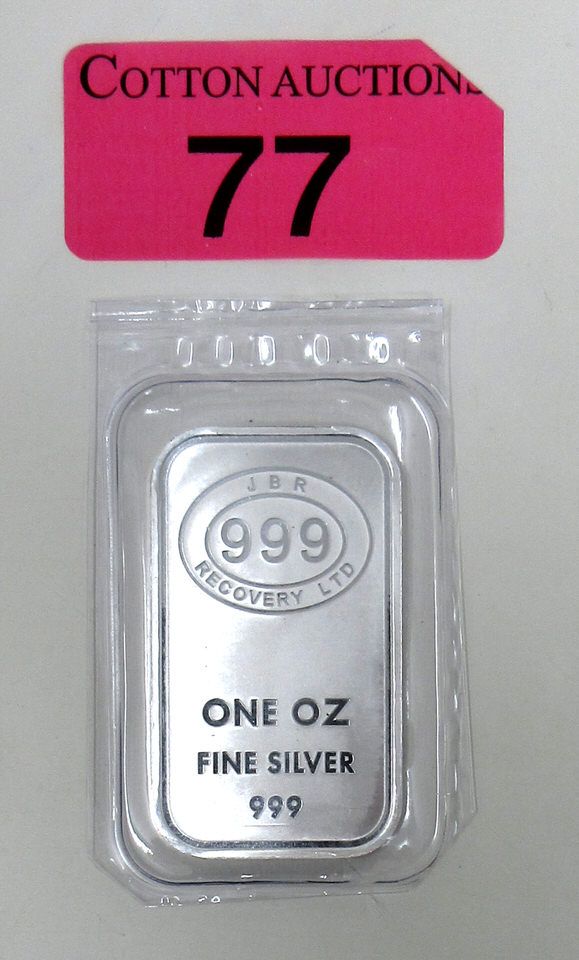 COTTON AUCTIONS
77
JBR
999
RECOVERY LTD
ONE OZ
FINE SILVER
999